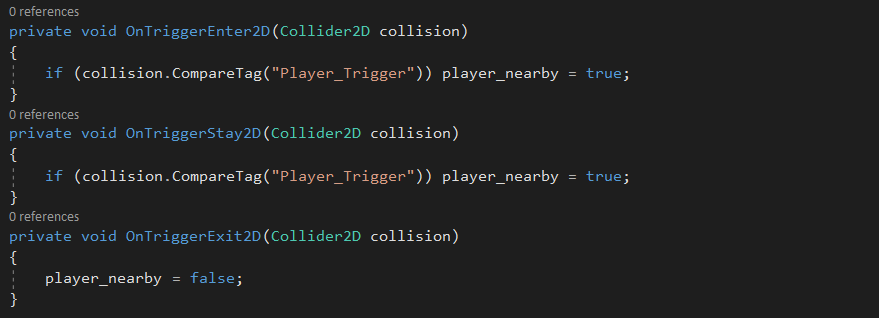 0 references
private void OnTriggerEnter2D(Collider2D collision)
{
if (collision.CompareTag("Player_Trigger")) player_nearby = true;
}
0 references
private void OnTriggerStay2D(Collider2D collision)
{
if (collision.CompareTag("Player_Trigger")) player_nearby = true;
}
0 references
private void OnTriggerExit2D(Collider2D collision)
{
player_nearby = false;
}